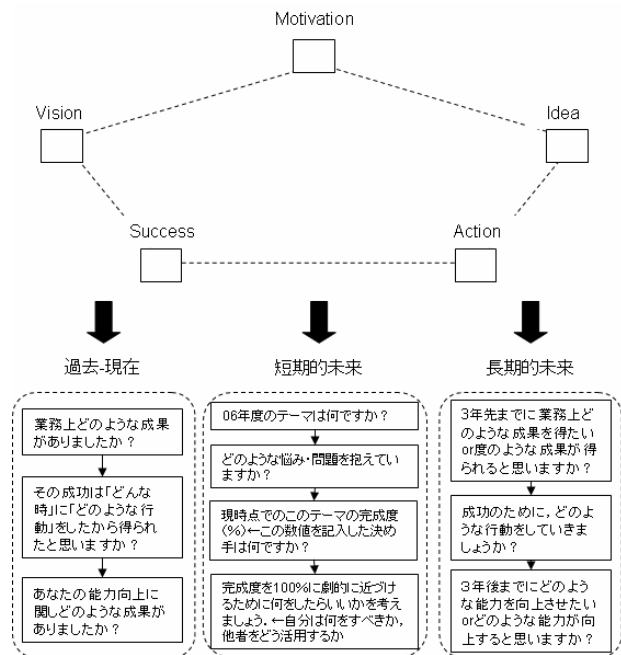 Motivation
Vision
Idea
Success
Action
過去-現在
短期的未来
長期的未来
業務上どのような成果
がありましたか？
その成功は「どんな
時」に「どのような行
動」をしたから得られ
たと思いますか？
あなたの能力向上に
関しどのような成果が
ありましたか？
06年度のテーマは何ですか？
どのような悩み・問題を抱えてい
ますか？
現時点でのこのテーマの完成度
（％）←この数値を記入した決め
手は何ですか？
完成度を100％に劇的に近づけ
るために何をしたらいいかを考え
ましょう。←自分は何をすべきか，
他者をどう活用するか
3年先までに業務上ど
のような成果を得たい
or度のような成果が得
られると思いますか？
成功のために，どのよ
うな行動をしていきま
しょうか？
3年後までにどのよう
な能力を向上させたい
orどのような能力が向
上すると思いますか？